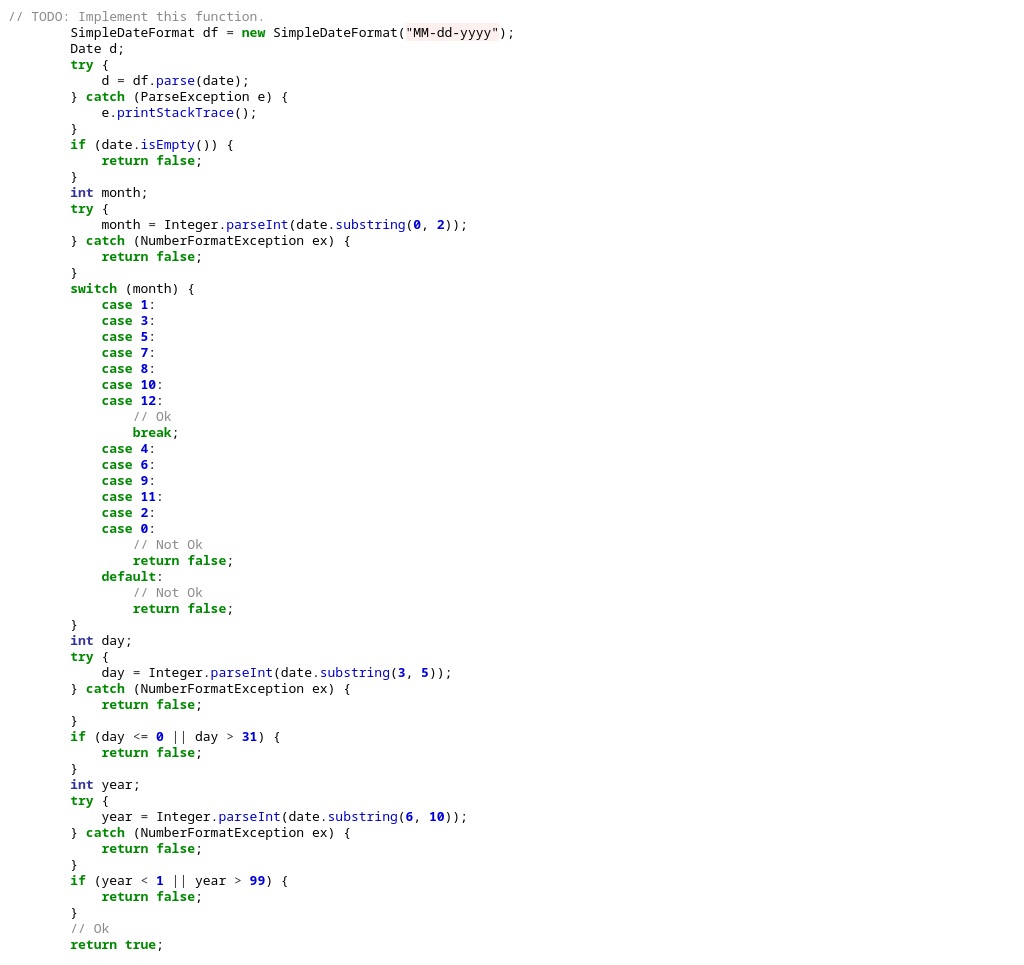 // TODO: Implement this function.
        SimpleDateFormat df = new SimpleDateFormat("MM-dd-yyyy");
        Date d;
        try {
            d = df.parse(date);
        } catch (ParseException e) {
            e.printStackTrace();
        }
        if (date.isEmpty()) {
            return false;
        }
        int month;
        try {
            month = Integer.parseInt(date.substring(0, 2));
        } catch (NumberFormatException ex) {
            return false;
        }
        switch (month) {
            case 1:
            case 3:
            case 5:
            case 7:
            case 8:
            case 10:
            case 12:
                // Ok
                break;
            case 4:
            case 6:
            case 9:
            case 11:
            case 2:
            case 0:
                // Not Ok
                return false;
            default:
                // Not Ok
                return false;
        }
        int day;
        try {
            day = Integer.parseInt(date.substring(3, 5));
        } catch (NumberFormatException ex) {
            return false;
        }
        if (day <= 0 || day > 31) {
            return false;
        }
        int year;
        try {
            year = Integer.parseInt(date.substring(6, 10));
        } catch (NumberFormatException ex) {
            return false;
        }
        if (year < 1 || year > 99) {
            return false;
        }
        // Ok
        return true;